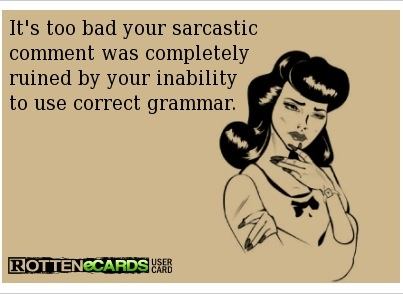 It's too bad your sarcastic
comment was completely
ruined by your inability
to use correct grammar.
ROTTENeCARDS USER
CARD